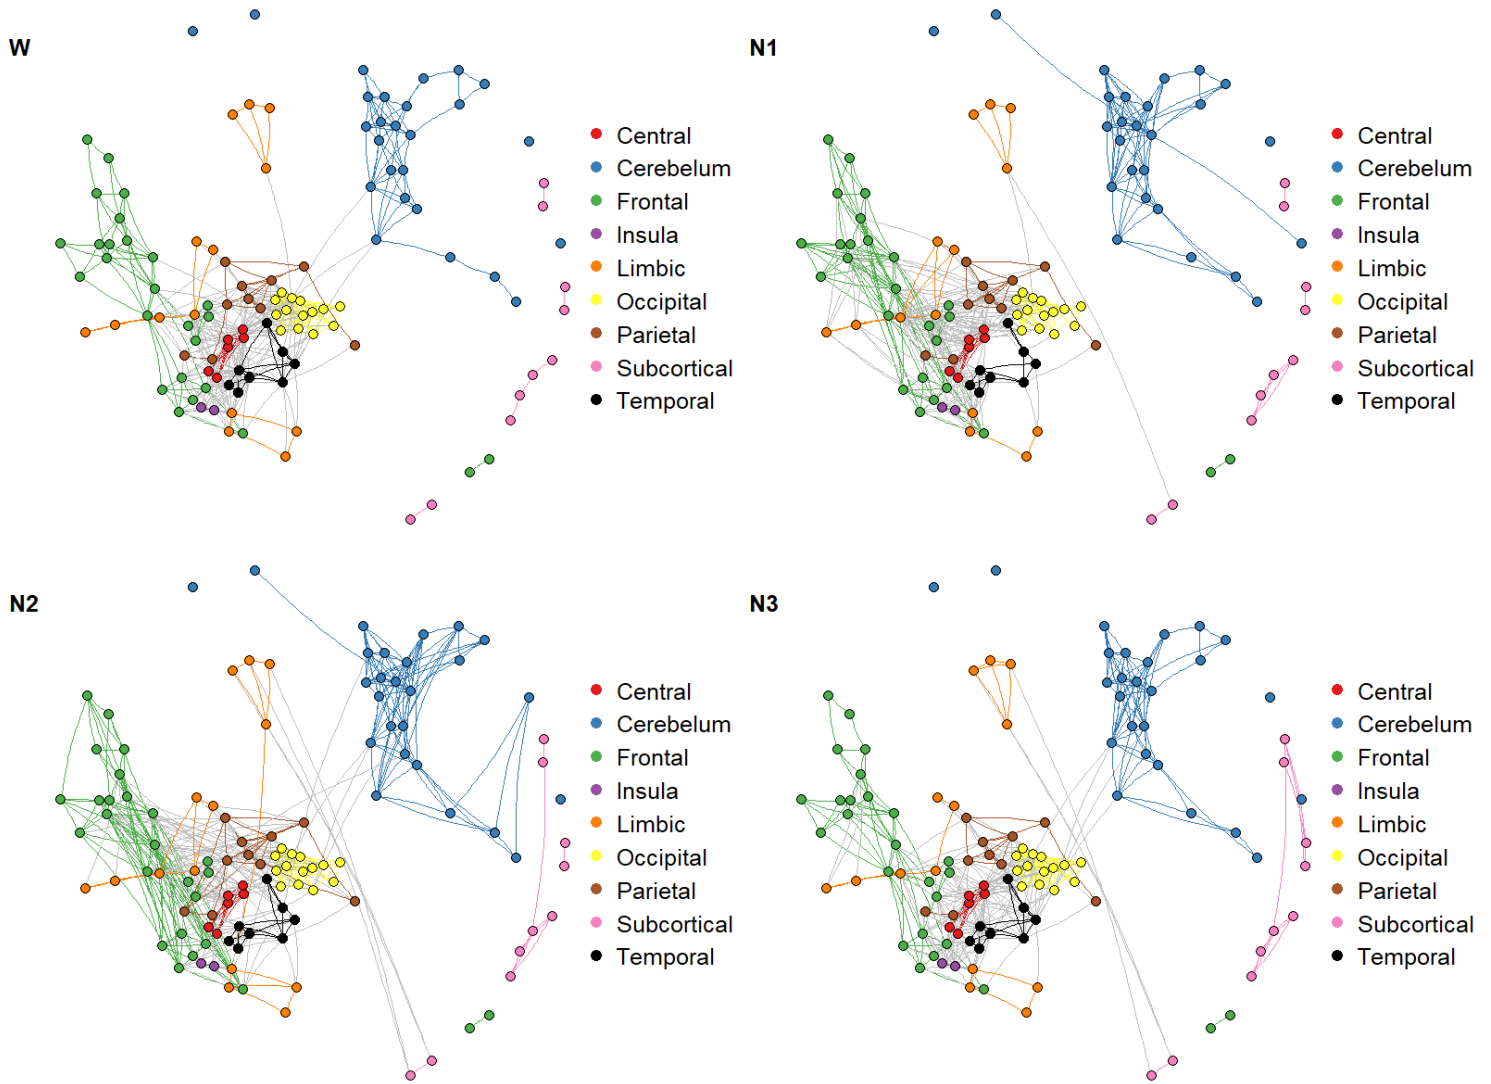 W
Central
Cerebelum
Frontal
Insula
Limbic
Occipital
Parietal
Subcortical
Temporal
N1
Central
Cerebelum
Frontal
Insula
Limbic
Occipital
Parietal
Subcortical
Temporal
N2
Central
Cerebelum
Frontal
Insula
Limbic
Occipital
Parietal
Subcortical
Temporal
N3
Central
Cerebelum
Frontal
Insula
Limbic
Occipital
Parietal
Subcortical
Temporal